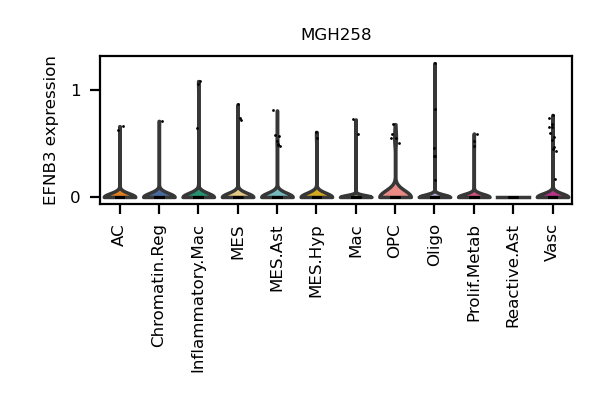 MGH258
EFNB3 expression
1
0
AC
Chromatin.Reg
Inflammatory.Mac
MES
MES.Ast
MES.Hyp
Mac
OPC
Oligo
Prolif.Metab
Reactive.Ast
Vasc